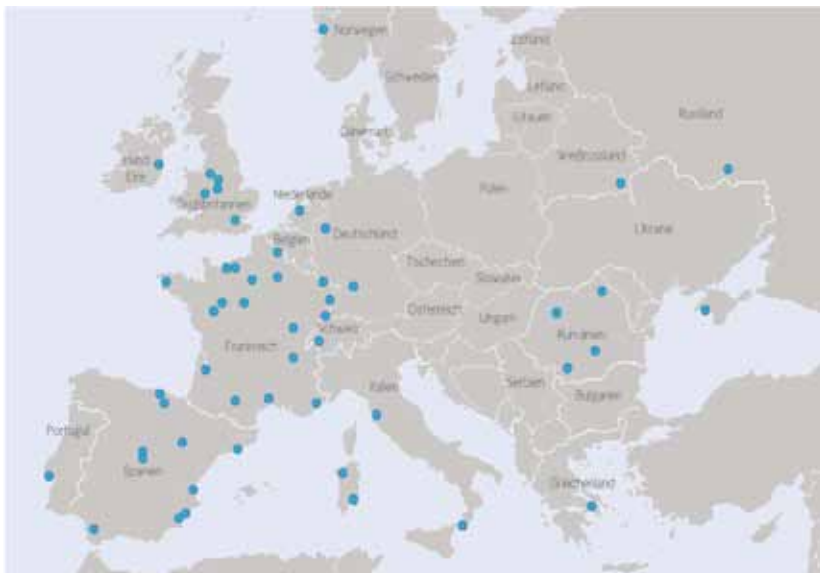 Norwegen
Estland
Schweden
Lettland
Russland
Litauen
Dänemark
Irland
Eire
Weißrussland
Niederlande
Polen
Großbritannien
Ukraine
Belgien
Deutschland
Tschechien
Slowakei
Österreich
Ungarn
Schweiz
Rumänien
Frankreich
Italien
Serbien
Bulgarien
Portugal
Spanien
Griechenland